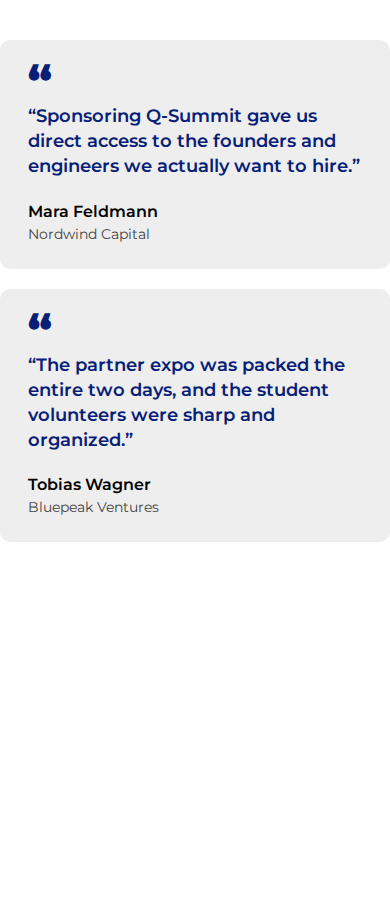 ❝
“Sponsoring Q-Summit gave us
direct access to the founders and
engineers we actually want to hire.”
Mara Feldmann
Nordwind Capital
❝
“The partner expo was packed the
entire two days, and the student
volunteers were sharp and
organized.”
Tobias Wagner
Bluepeak Ventures